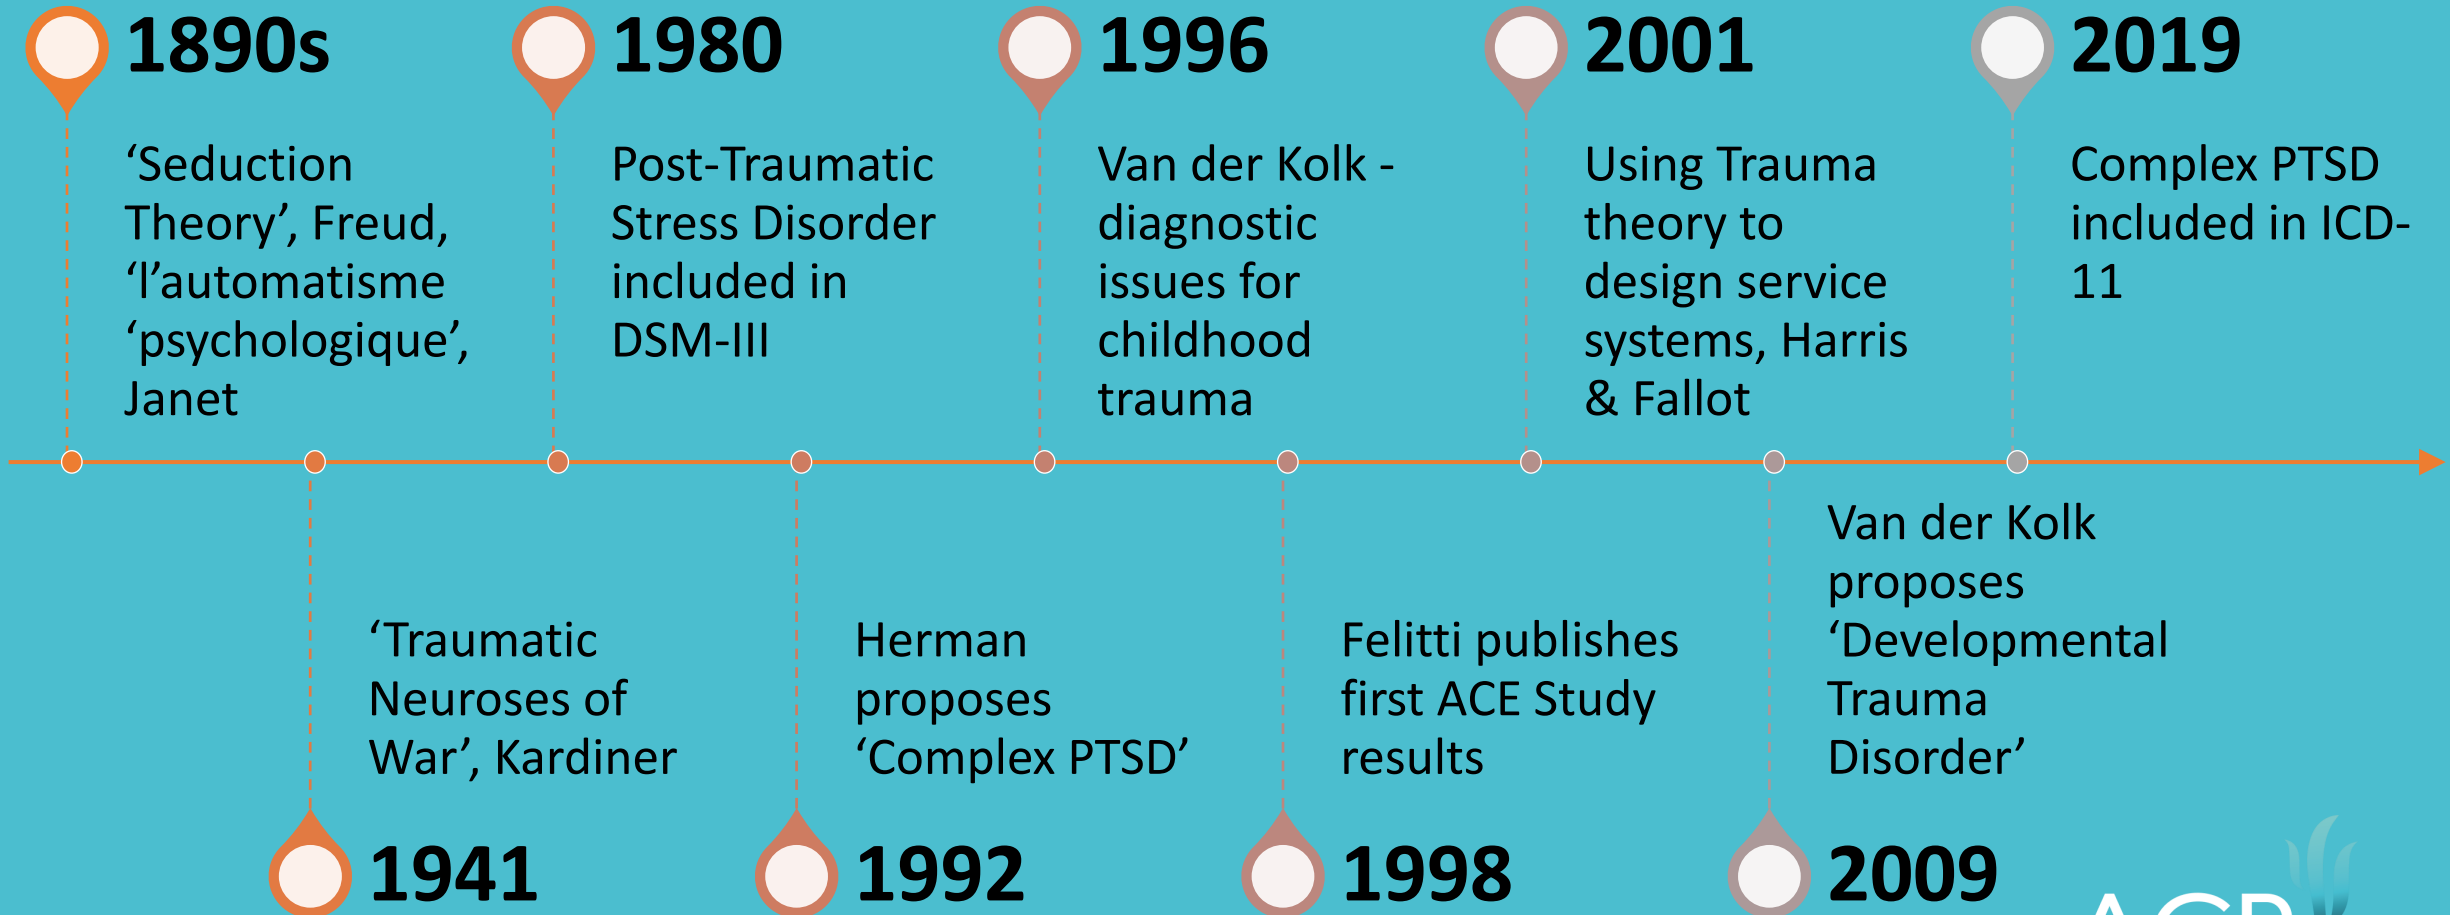 1890s
‘Seduction
Theory’, Freud,
‘l’automatisme
‘psychologique’,
Janet
1980
Post-Traumatic
Stress Disorder
included in
DSM-III
1996
Van der Kolk -
diagnostic
issues for
childhood
trauma
2001
Using Trauma
theory to
design service
systems, Harris
& Fallot
2019
Complex PTSD
included in ICD-
11
‘Traumatic
Neuroses of
War’, Kardiner
1941
Herman
proposes
‘Complex PTSD’
1992
Felitti publishes
first ACE Study
results
1998
Van der Kolk
proposes
‘Developmental
Trauma
Disorder’
2009